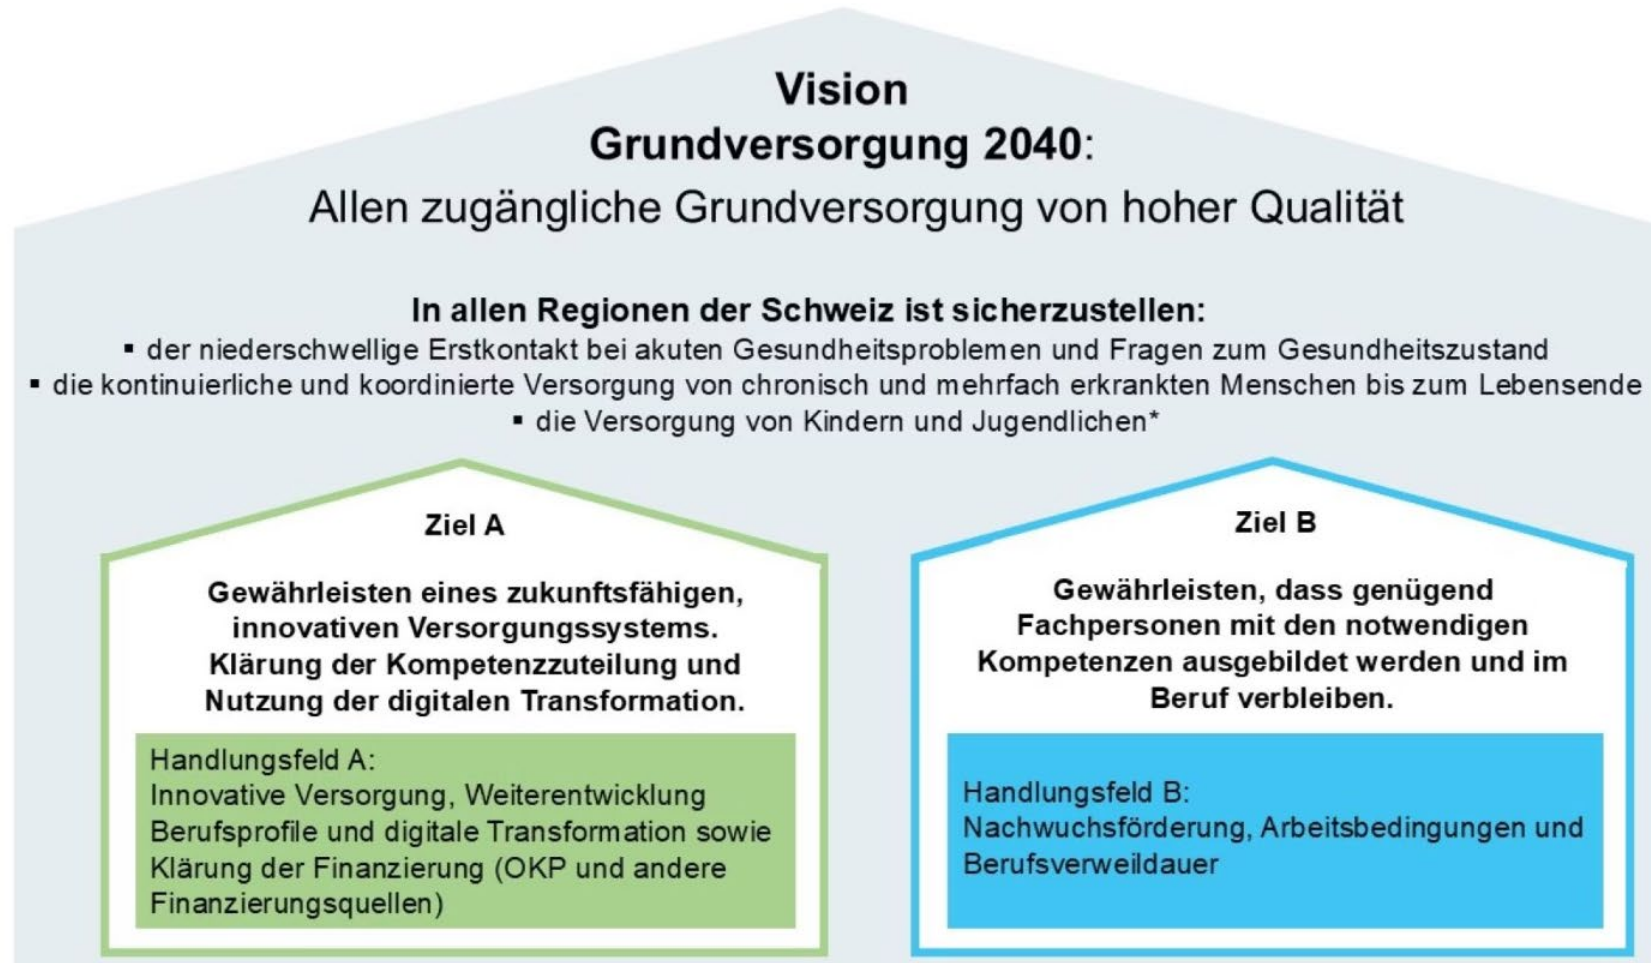 Vision
Grundversorgung 2040:
Allen zugängliche Grundversorgung von hoher Qualität
In allen Regionen der Schweiz ist sicherzustellen:
▪ der niederschwellige Erstkontakt bei akuten Gesundheitsproblemen und Fragen zum Gesundheitszustand
▪ die kontinuierliche und koordinierte Versorgung von chronisch und mehrfach erkrankten Menschen bis zum Lebensende
▪ die Versorgung von Kindern und Jugendlichen*
Ziel A
Gewährleisten eines zukunftsfähigen,
innovativen Versorgungssystems.
Klärung der Kompetenzzuteilung und
Nutzung der digitalen Transformation.
Handlungsfeld A:
Innovative Versorgung, Weiterentwicklung
Berufsprofile und digitale Transformation sowie
Klärung der Finanzierung (OKP und andere
Finanzierungsquellen)
Ziel B
Gewährleisten, dass genügend
Fachpersonen mit den notwendigen
Kompetenzen ausgebildet werden und im
Beruf verbleiben.
Handlungsfeld B:
Nachwuchsförderung, Arbeitsbedingungen und
Berufsverweildauer